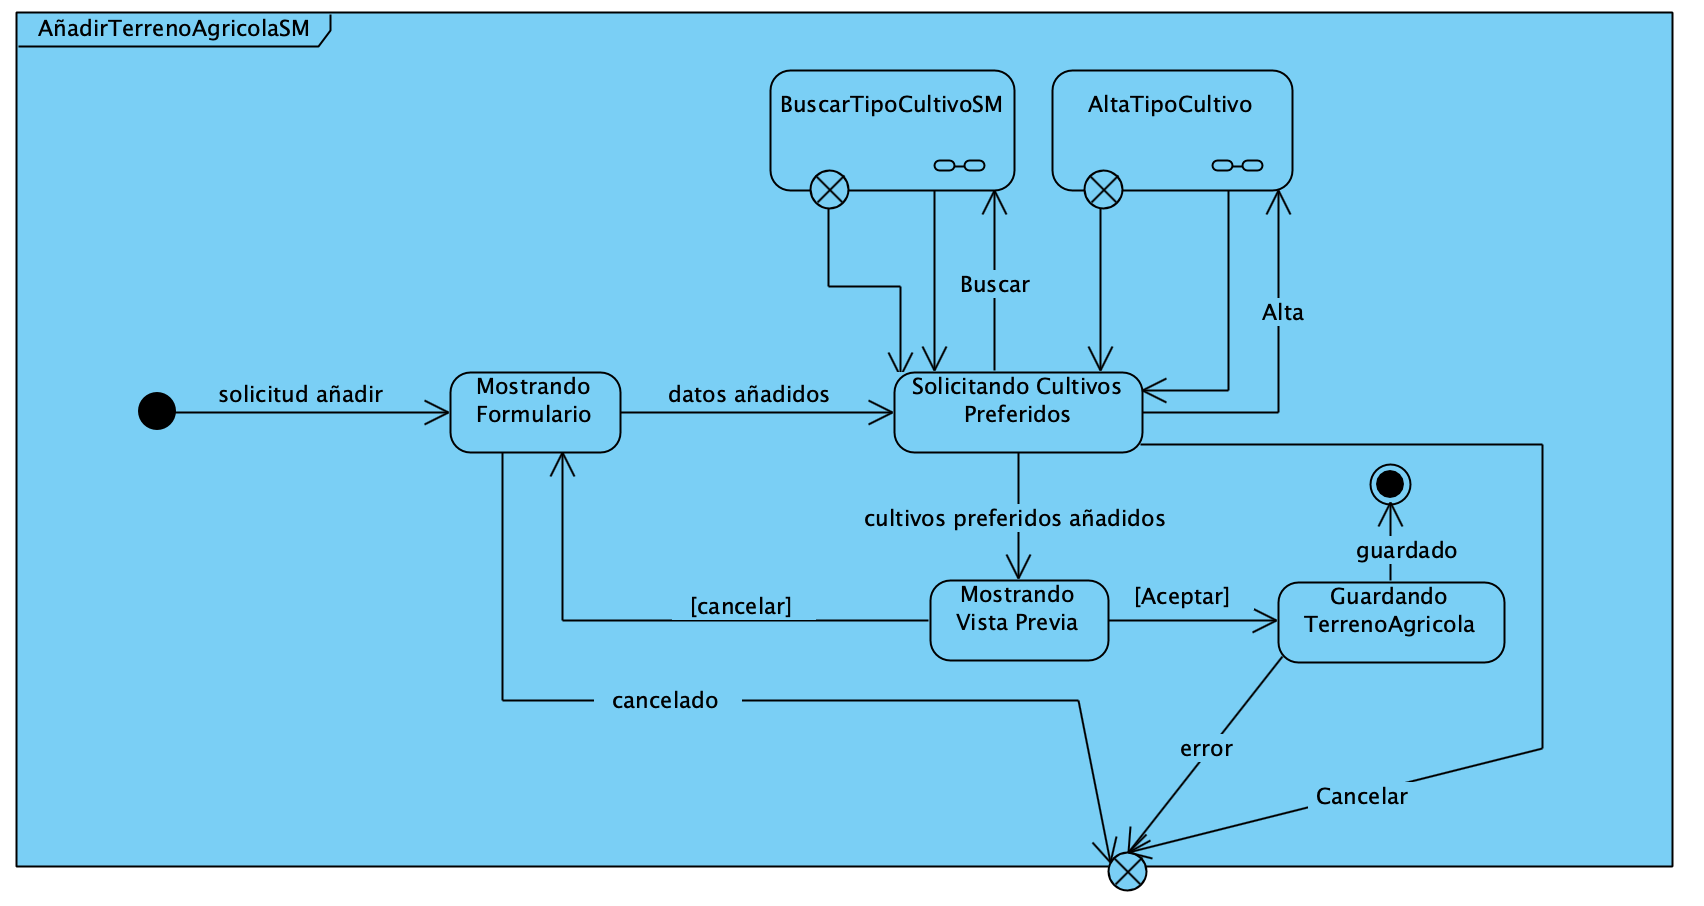 AñadirTerrenoAgricolaSM
BuscarTipoCultivoSM
AltaTipoCultivo
Buscar
Alta
solicitud añadir
Mostrando
Formulario
datos añadidos
Solicitando Cultivos
Preferidos
cultivos preferidos añadidos
guardado
[cancelar]
Mostrando
Vista Previa
[Aceptar]
Guardando
TerrenoAgricola
cancelado
error
Cancelar